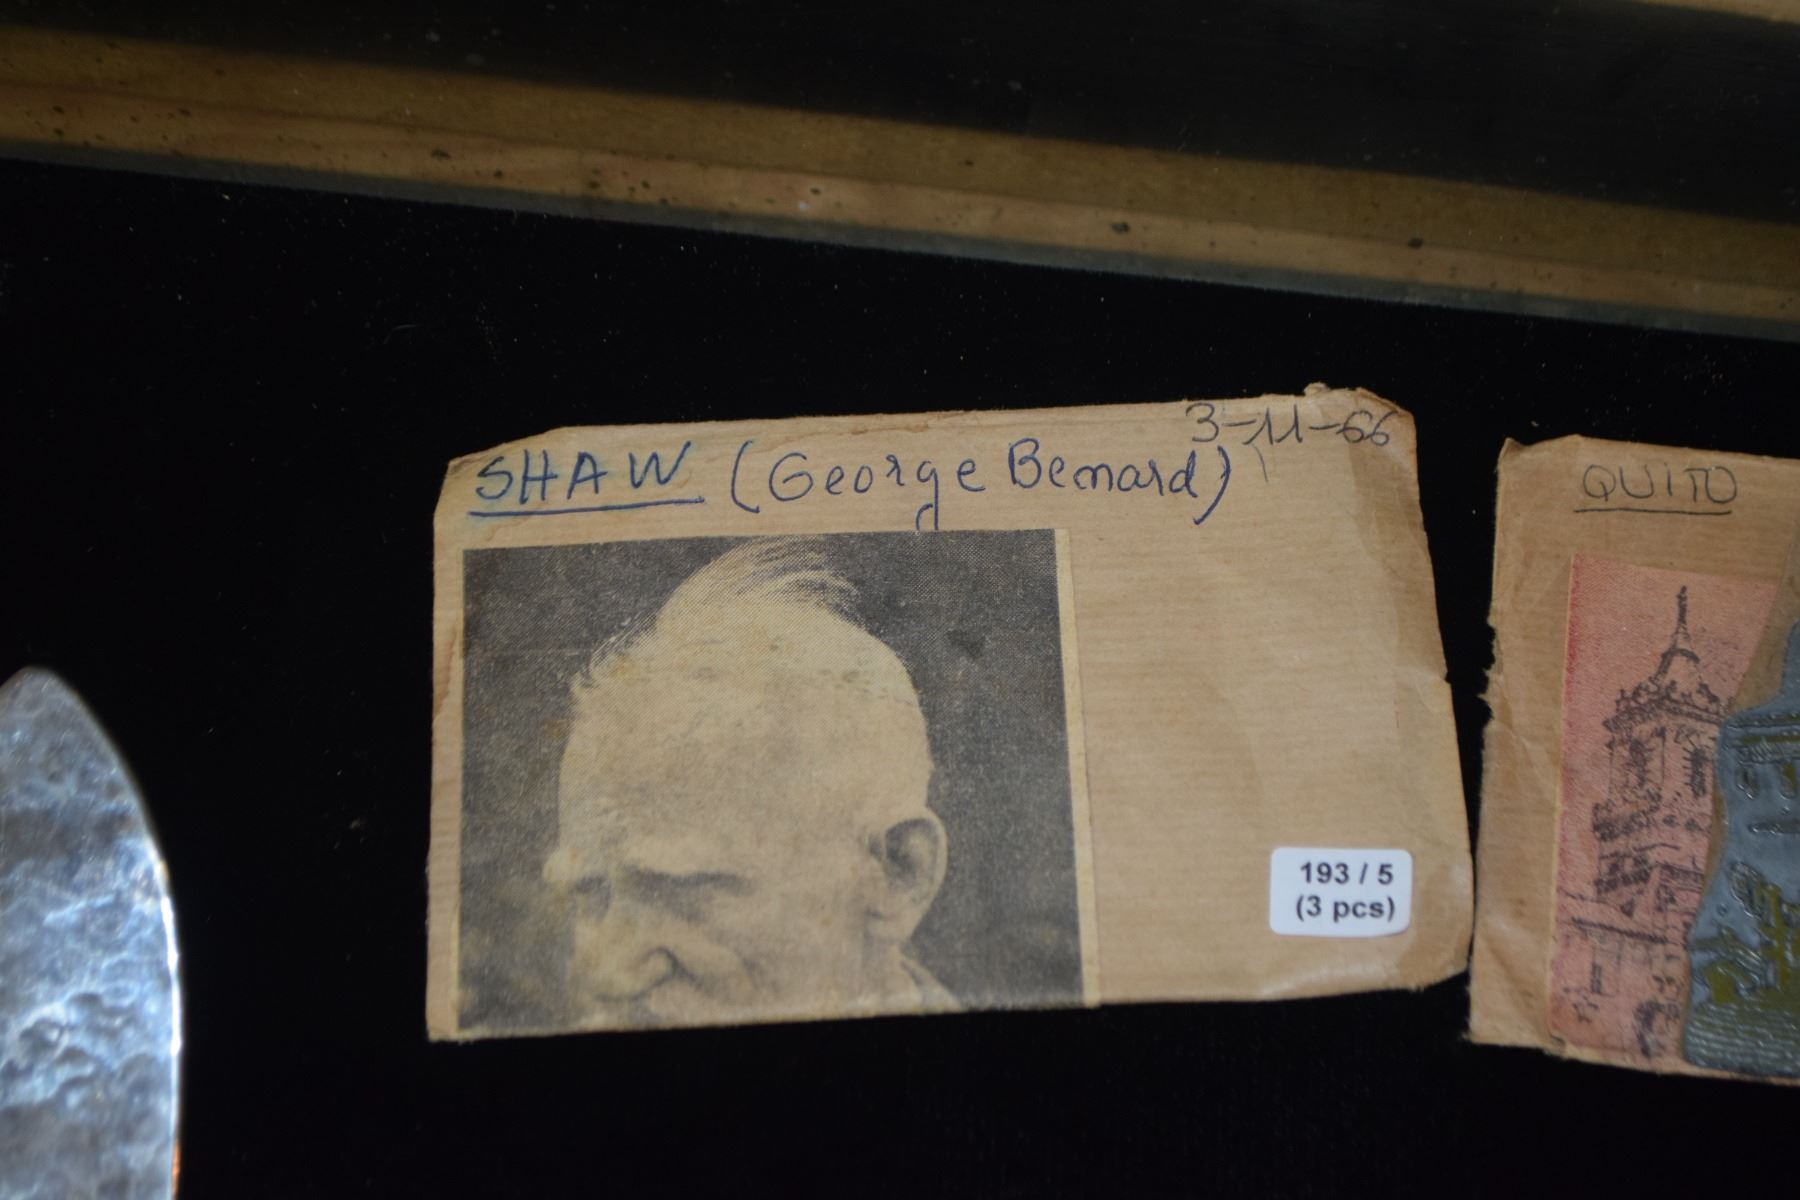 3-11-66
SHAW (George Bernard)
193 / 5
(3 pcs)
QUITO